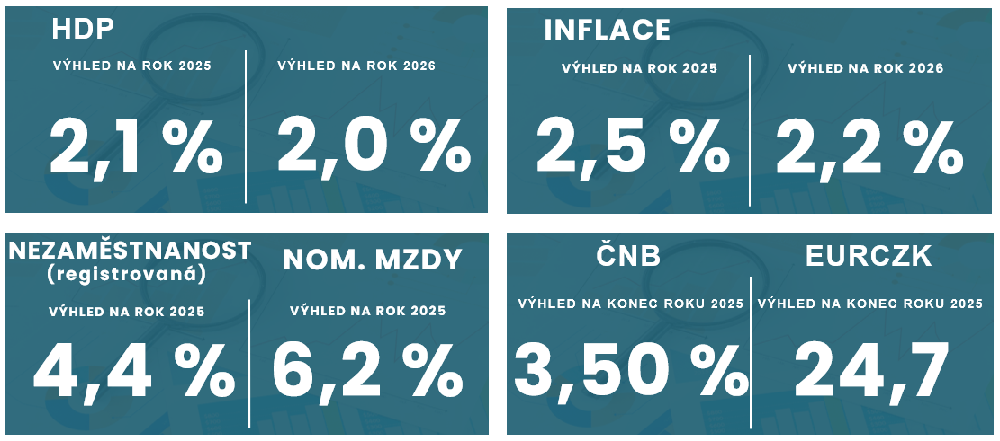 HDP
VÝHLED NA ROK 2025
VÝHLED NA ROK 2026
2,1 %
2,0 %
INFLACE
VÝHLED NA ROK 2025
VÝHLED NA ROK 2026
2,5 %
2,2 %
NEZAMĚSTNANOST
(registrovaná)
VÝHLED NA ROK 2025
4,4 %
NOM. MZDY
VÝHLED NA ROK 2025
6,2 %
ČNB
VÝHLED NA KONEC ROKU 2025
3,50 %
EURCZK
VÝHLED NA KONEC ROKU 2025
24,7